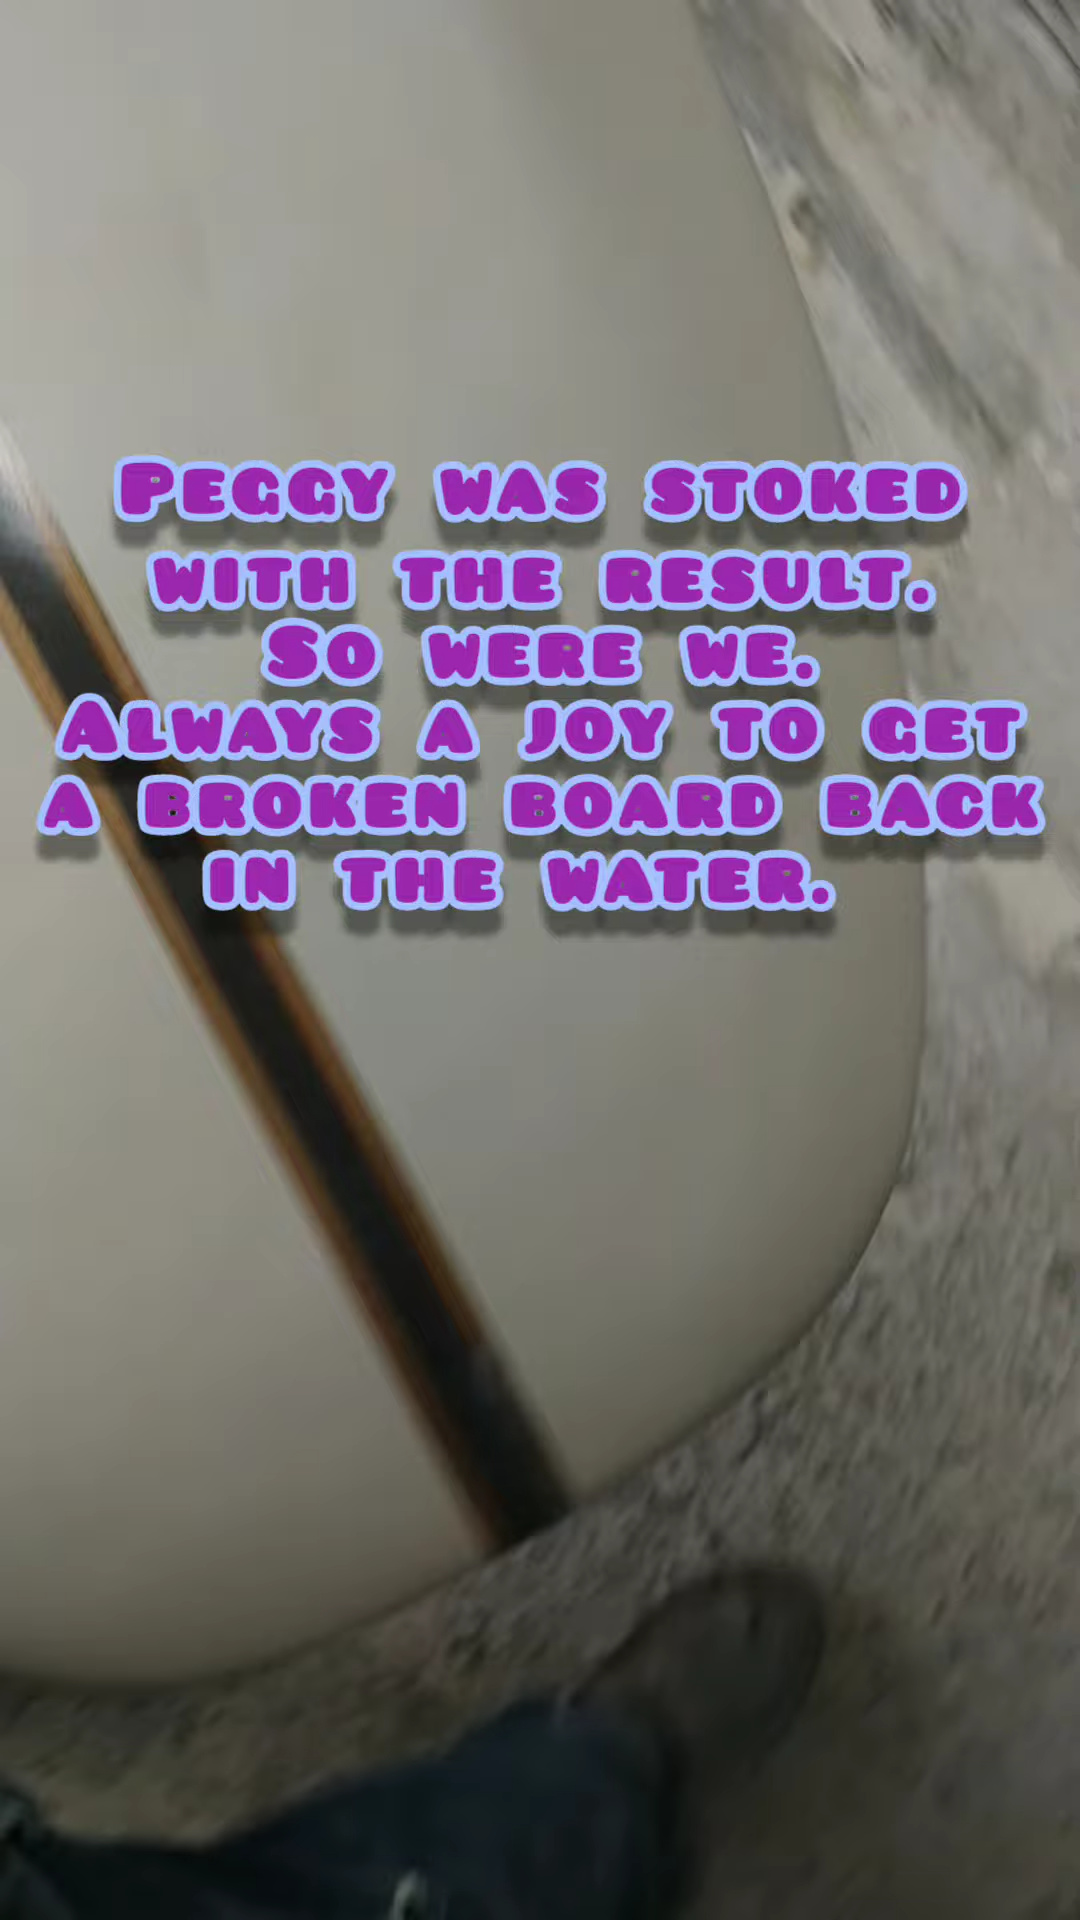 Peggy was stoked
with the result.
So were we.
Always a joy to get
a broken board back
in the water.